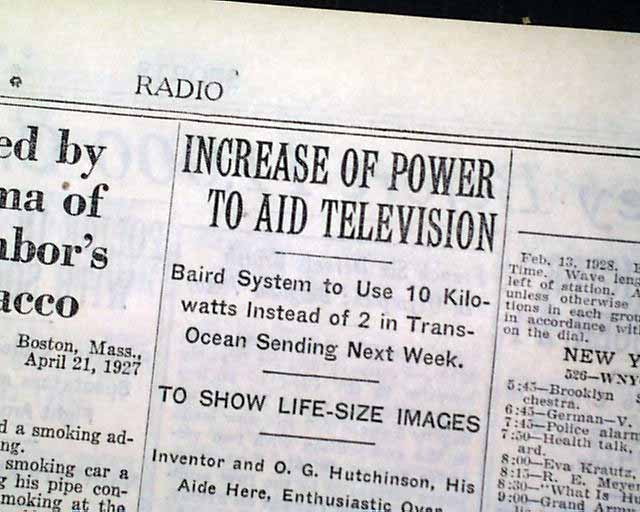 RADIO
ed by
ma of
nbor's
acco
Boston, Mass.,
April 21, 1927
d a smoking ad-
ng.
smoking car a
g his pipe con-
moking at the
INCREASE OF POWER
TO AID TELEVISION
Baird System to Use 10 Kilo-
watts Instead of 2 in Trans-
Ocean Sending Next Week.
TO SHOW LIFE-SIZE IMAGES
Inventor and O. G. Hutchinson, His
Aide Here, Enthusiastic Over
Feb. 13, 1928.
Time. Wave leng
left of station.
unless otherwise
tions in each grou
in accordance wit
on the dial.
NEW Y
526—WNY
5:45—Brooklyn S
chestra.
6:45—German—V.
7:45—Police alarm
7:50—Health talk,
ard.
8:00—Eva Krautz,
8:15—R. E. Meyer
8:30—"What Is Hu
9:00—Grand Army